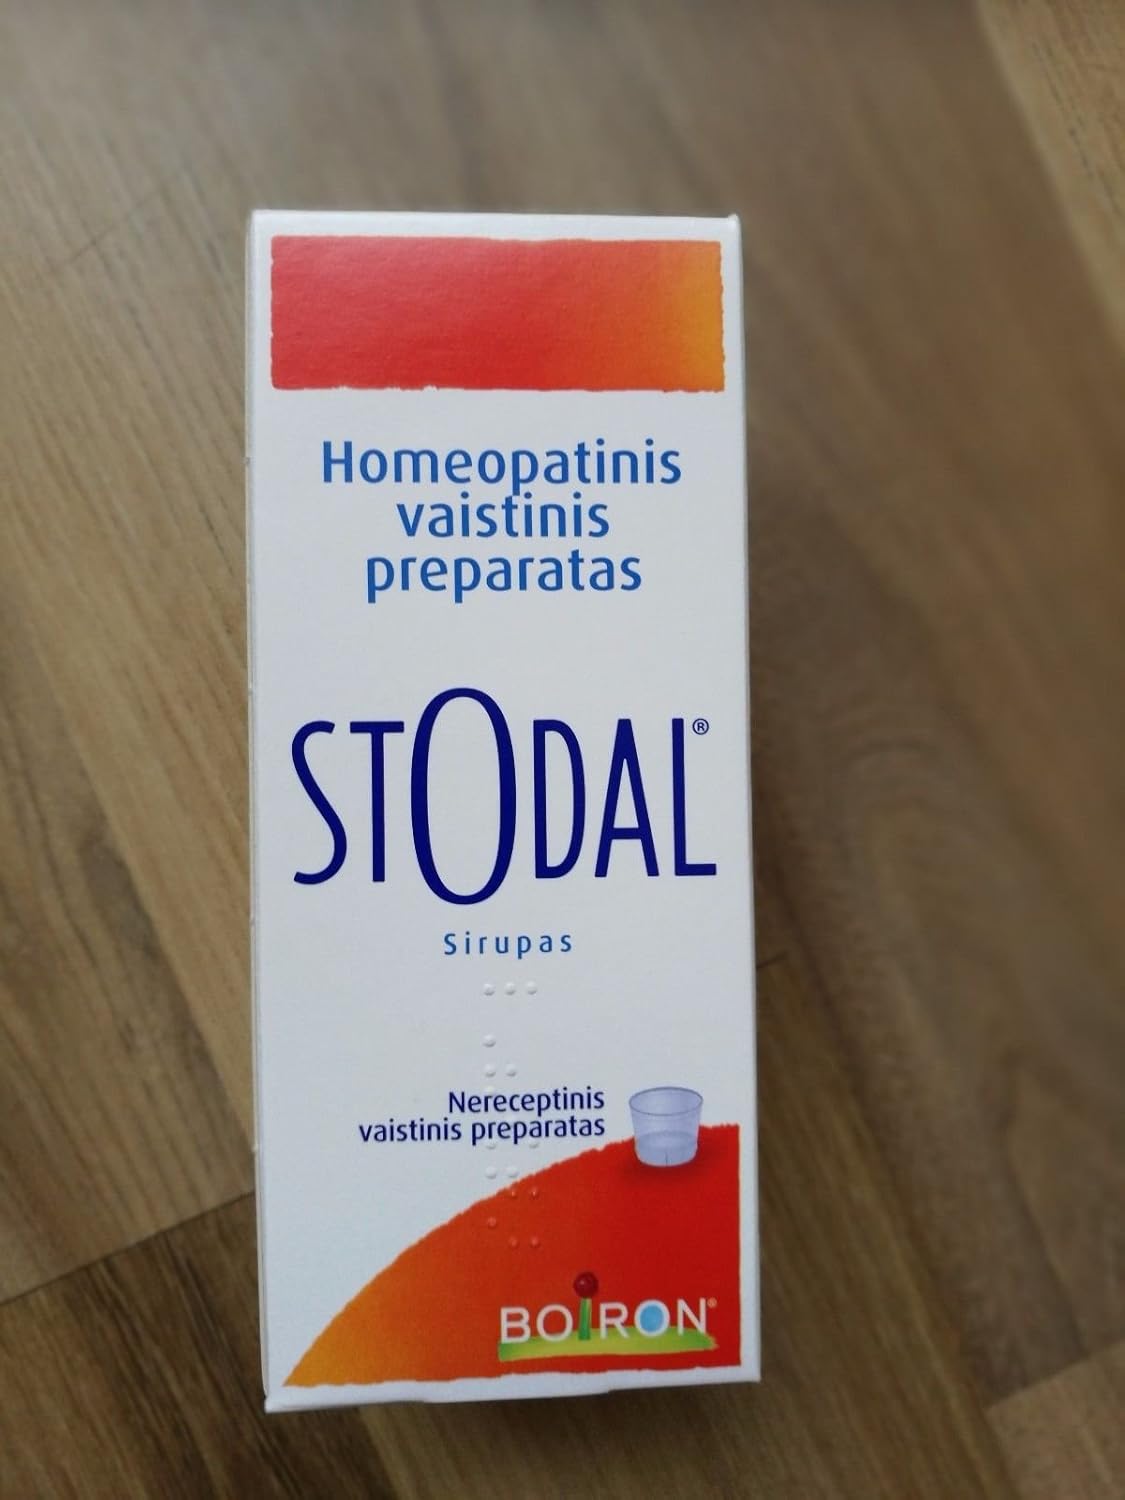 Homeopatinis
vaistinis
preparatas
STODAL®
Sirupas
Nereceptinis
vaistinis preparatas
BOIRON®